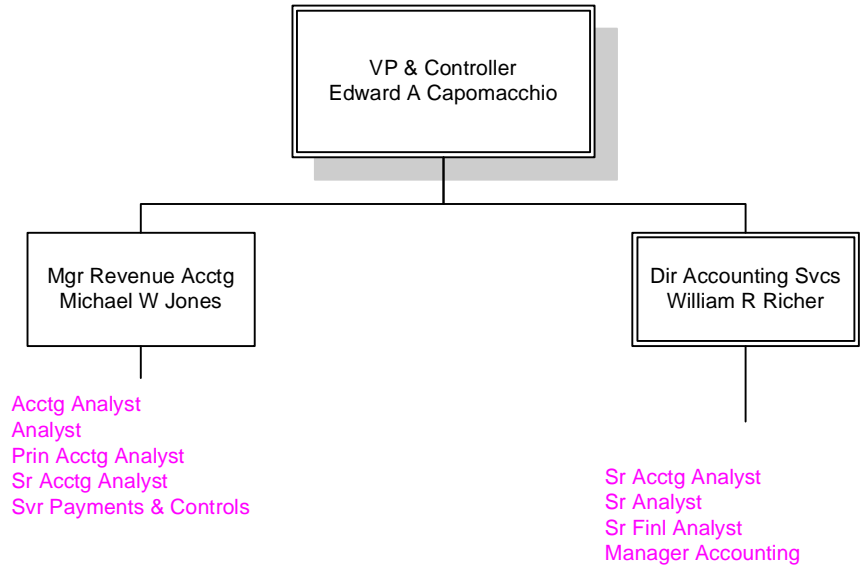 VP & Controller
Edward A Capomacchio
Mgr Revenue Acctg
Michael W Jones
Dir Accounting Svcs
William R Richer
Acctg Analyst
Analyst
Prin Acctg Analyst
Sr Acctg Analyst
Svr Payments & Controls
Sr Acctg Analyst
Sr Analyst
Sr Finl Analyst
Manager Accounting